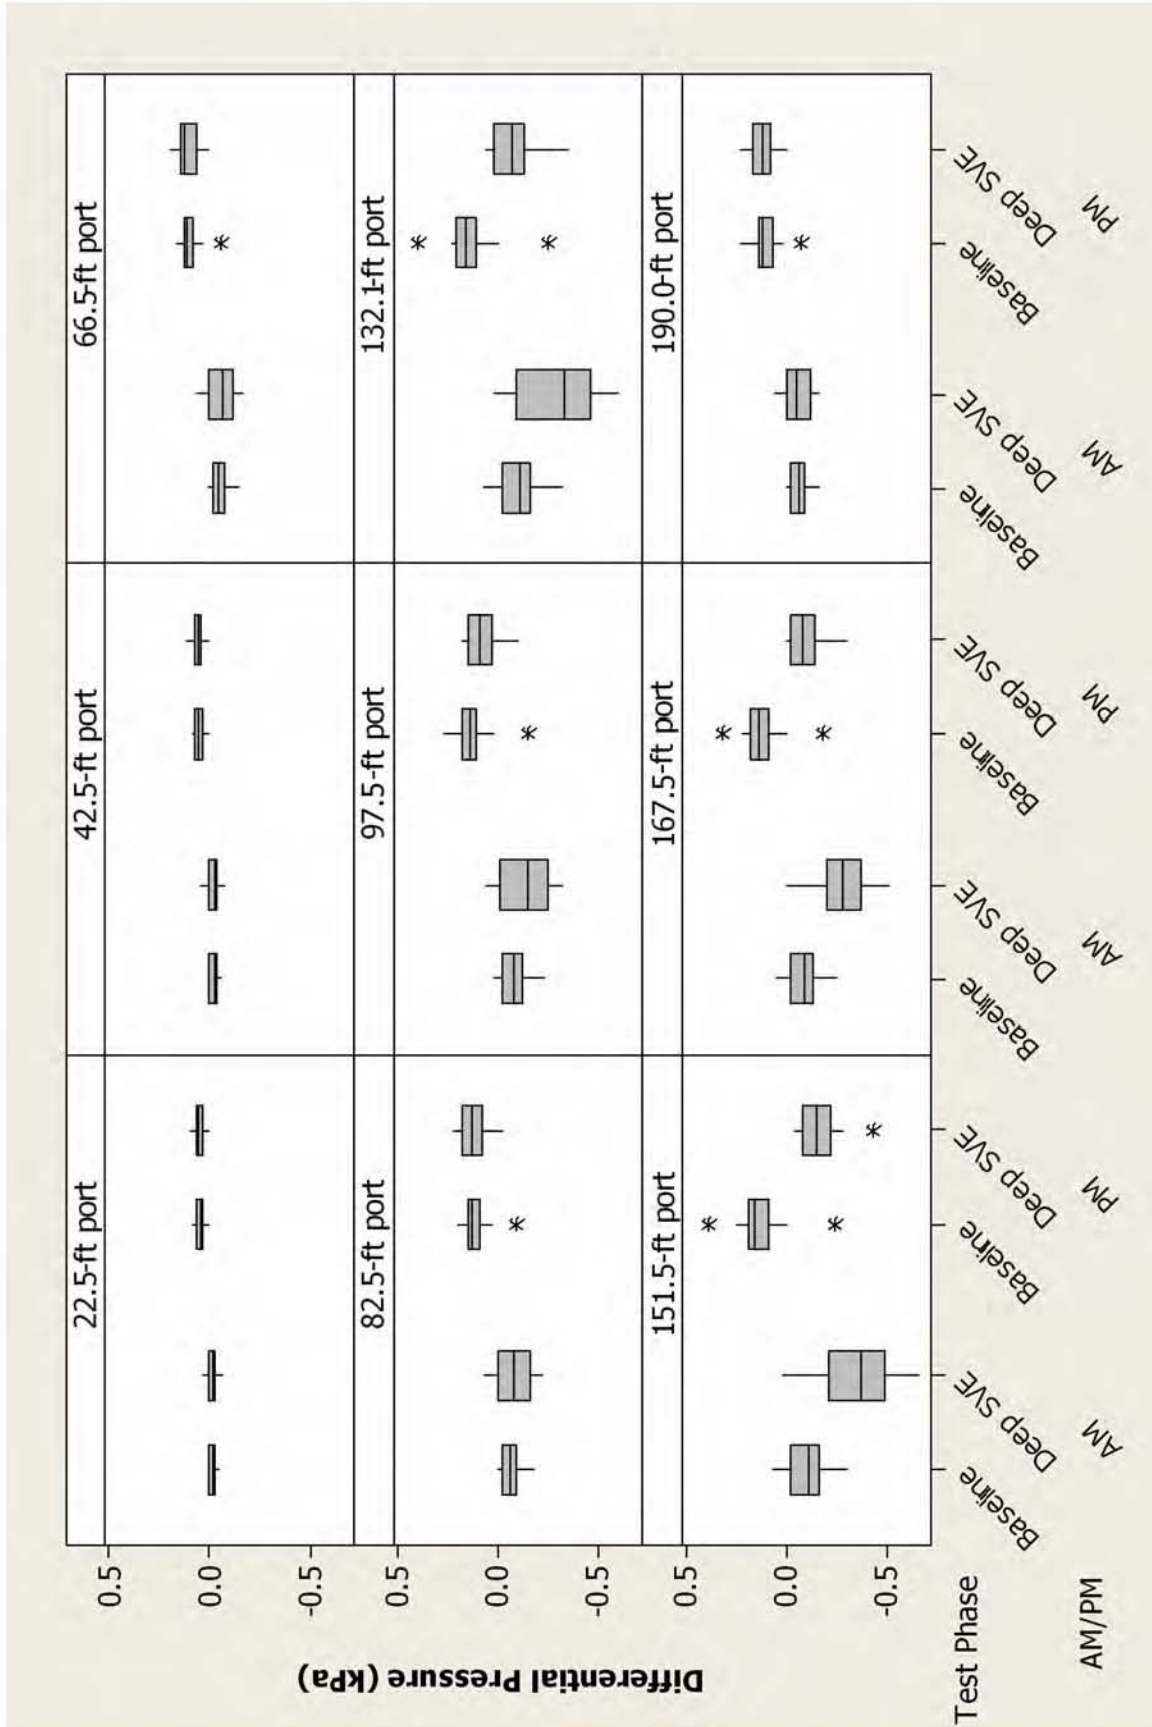 22.5-ft port 42.5-ft port 66.5-ft port
0.5
0.0
-0.5
82.5-ft port 97.5-ft port 132.1-ft port
0.5
0.0
-0.5
151.5-ft port 167.5-ft port 190.0-ft port
0.5
0.0
-0.5
Differential Pressure (kPa)
Test Phase Baseline Deep SVE Baseline Deep SVE Baseline Deep SVE Baseline Deep SVE Baseline Deep SVE Baseline Deep SVE
AM/PM AM PM AM PM AM PM